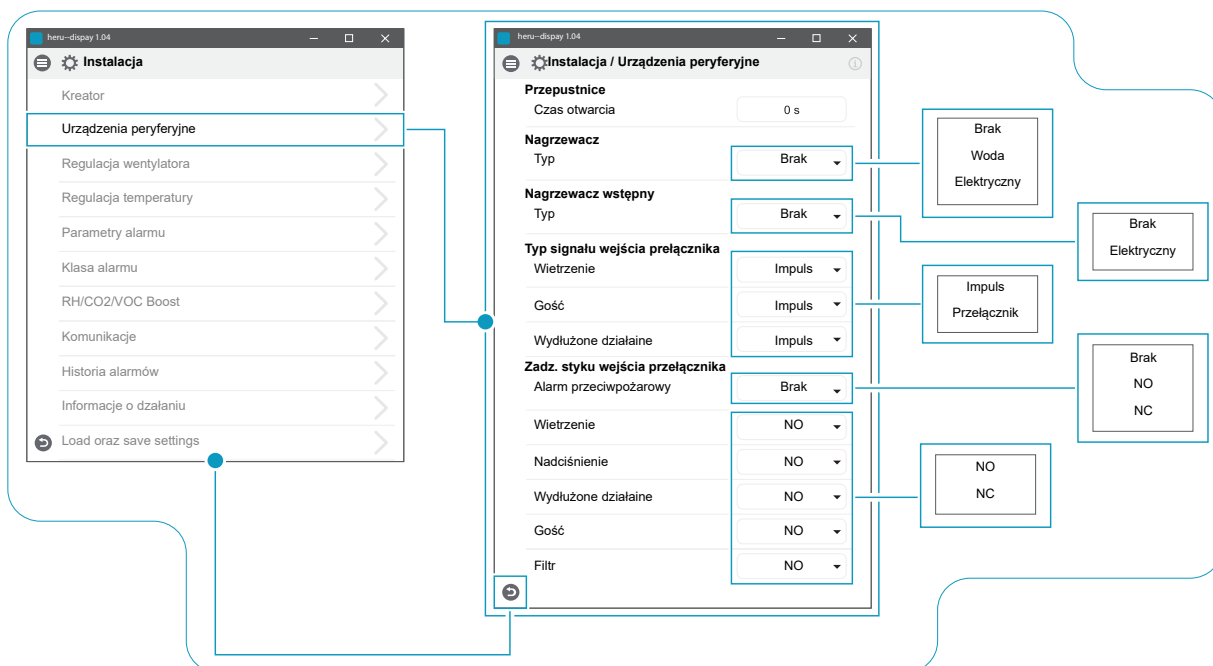 heru–dispay 1.04
Instalacja
Kreator
Urządzenia peryferyjne
Regulacja wentylatora
Regulacja temperatury
Parametry alarmu
Klasa alarmu
RH/CO2/VOC Boost
Komunikacje
Historia alarmów
Informacje o dzałaniu
Load oraz save settings
heru–dispay 1.04
Instalacja / Urządzenia peryferyjne
Przepustnice
Czas otwarcia 0 s
Nagrzewacz
Typ Brak
Nagrzewacz wstępny
Typ Brak
Typ signału wejścia prełącznika
Wietrzenie Impuls
Gość Impuls
Wydłużone działaine Impuls
Zadz. styku wejścia przełącznika
Alarm przeciwpożarowy Brak
Wietrzenie NO
Nadciśnienie NO
Wydłużone działaine NO
Gość NO
Filtr NO
Brak
Woda
Elektryczny
Brak
Elektryczny
Impuls
Przełącznik
Brak
NO
NC
NO
NC